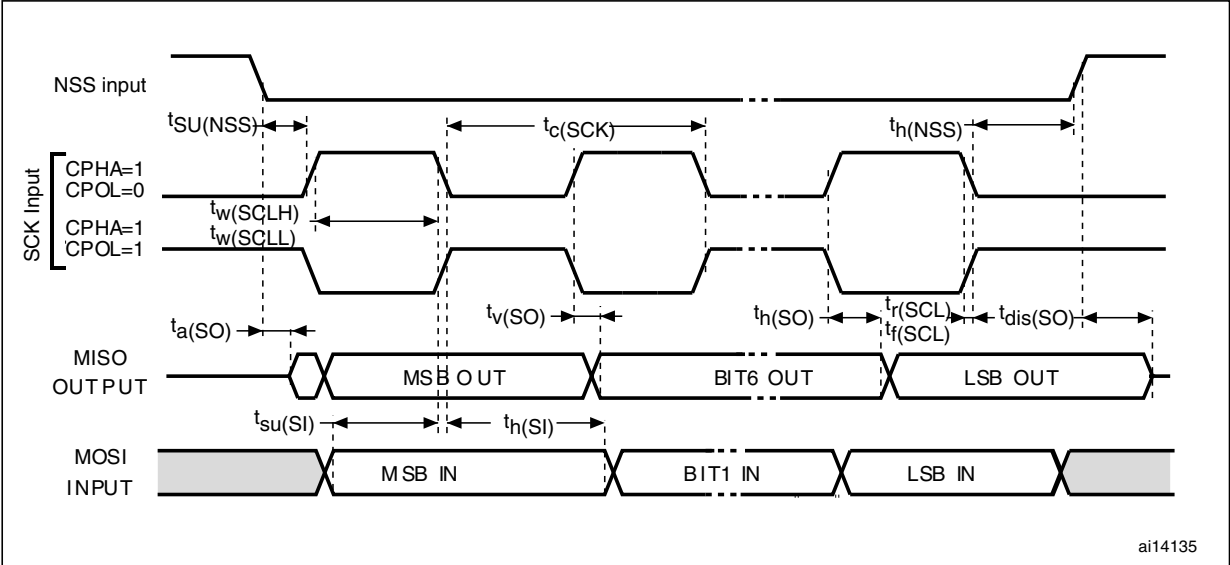 NSS input
tSU(NSS)
tc(SCK)
th(NSS)
SCK Input
CPHA=1
CPOL=0
tw(SCLH)
CPHA=1
tw(SCLL)
CPOL=1
ta(SO)
tv(SO)
th(SO)
tr(SCL)
tf(SCL)
tdis(SO)
MISO
OUTPUT
MSB OUT
BIT6 OUT
LSB OUT
tsu(SI)
th(SI)
MOSI
INPUT
MSB IN
BIT1 IN
LSB IN
ai14135